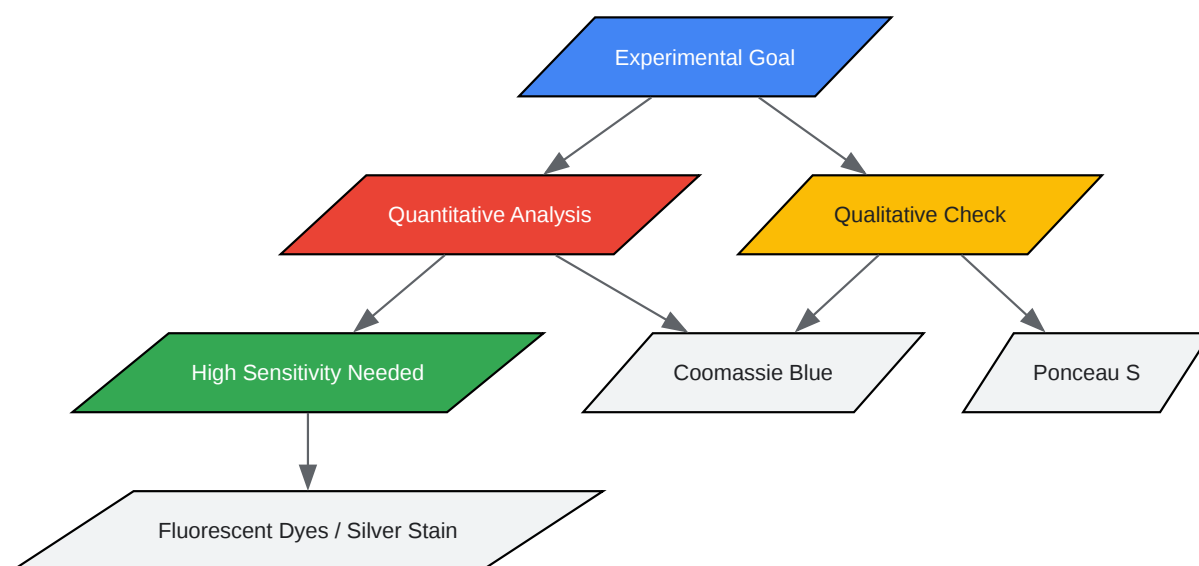 Experimental Goal
Quantitative Analysis
Qualitative Check
High Sensitivity Needed
Coomassie Blue
Ponceau S
Fluorescent Dyes / Silver Stain